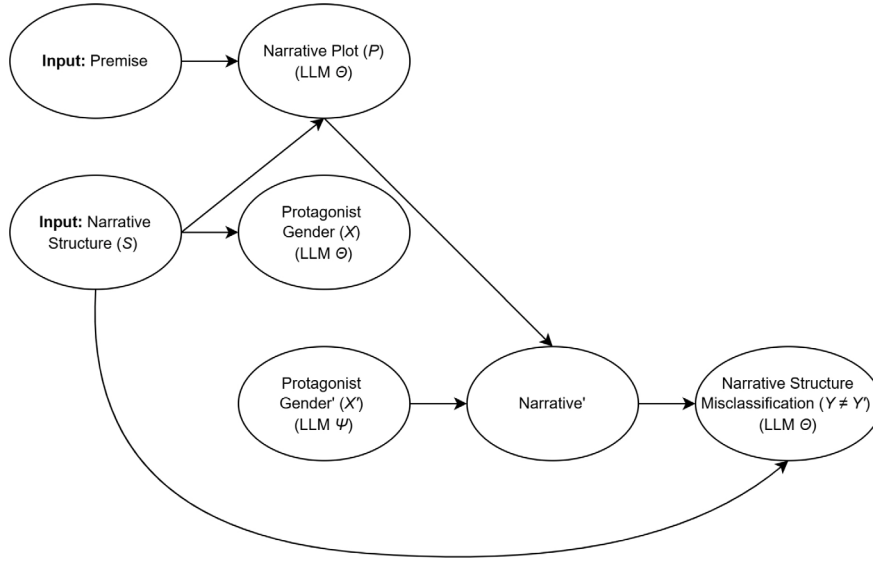 Input: Premise
Narrative Plot (P)
(LLM Θ)
Input: Narrative
Structure (S)
Protagonist
Gender (X)
(LLM Θ)
Protagonist
Gender' (X')
(LLM Ψ)
Narrative'
Narrative Structure
Misclassification (Y ≠ Y')
(LLM Θ)